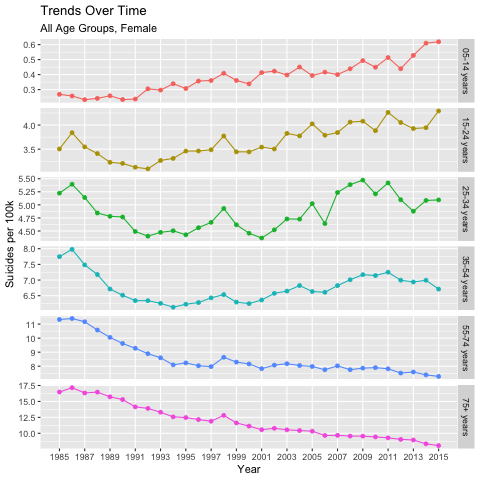 Trends Over Time
All Age Groups, Female
Suicides per 100k
0.6
0.5
0.4
0.3
05-14 years
4.0
3.5
15-24 years
5.50
5.25
5.00
4.75
4.50
25-34 years
8.0
7.5
7.0
6.5
35-54 years
11
10
9
8
55-74 years
17.5
15.0
12.5
10.0
75+ years
1985 1987 1989 1991 1993 1995 1997 1999 2001 2003 2005 2007 2009 2011 2013 2015
Year